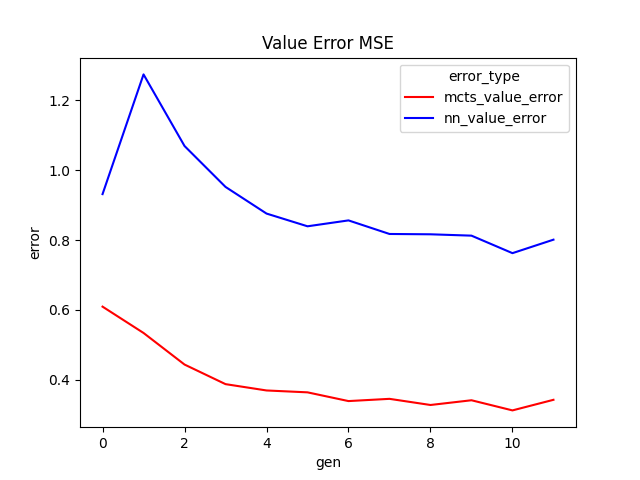 Value Error MSE
error_type
mcts_value_error
nn_value_error
1.2
1.0
0.8
0.6
0.4
error
0 2 4 6 8 10
gen